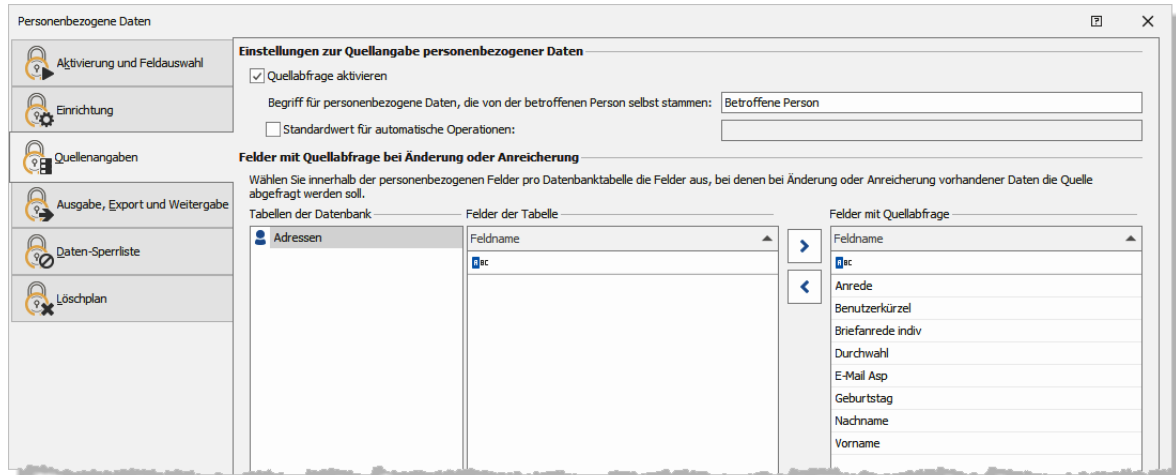 Personenbezogene Daten
Aktivierung und Feldauswahl
Einrichtung
Quellenangaben
Ausgabe, Export und Weitergabe
Daten-Sperrliste
Löschplan
Einstellungen zur Quellangabe personenbezogener Daten
Quellabfrage aktivieren
Begriff für personenbezogene Daten, die von der betroffenen Person selbst stammen: Betroffene Person
Standardwert für automatische Operationen:
Felder mit Quellabfrage bei Änderung oder Anreicherung
Wählen Sie innerhalb der personenbezogenen Felder pro Datenbanktabelle die Felder aus, bei denen bei Änderung oder Anreicherung vorhandener Daten die Quelle
abgefragt werden soll.
Tabellen der Datenbank
Adressen
Felder der Tabelle
Feldname
ABC
Felder mit Quellabfrage
Feldname
ABC
Anrede
Benutzerkürzel
Briefanrede indiv
Durchwahl
E-Mail Asp
Geburtstag
Nachname
Vorname